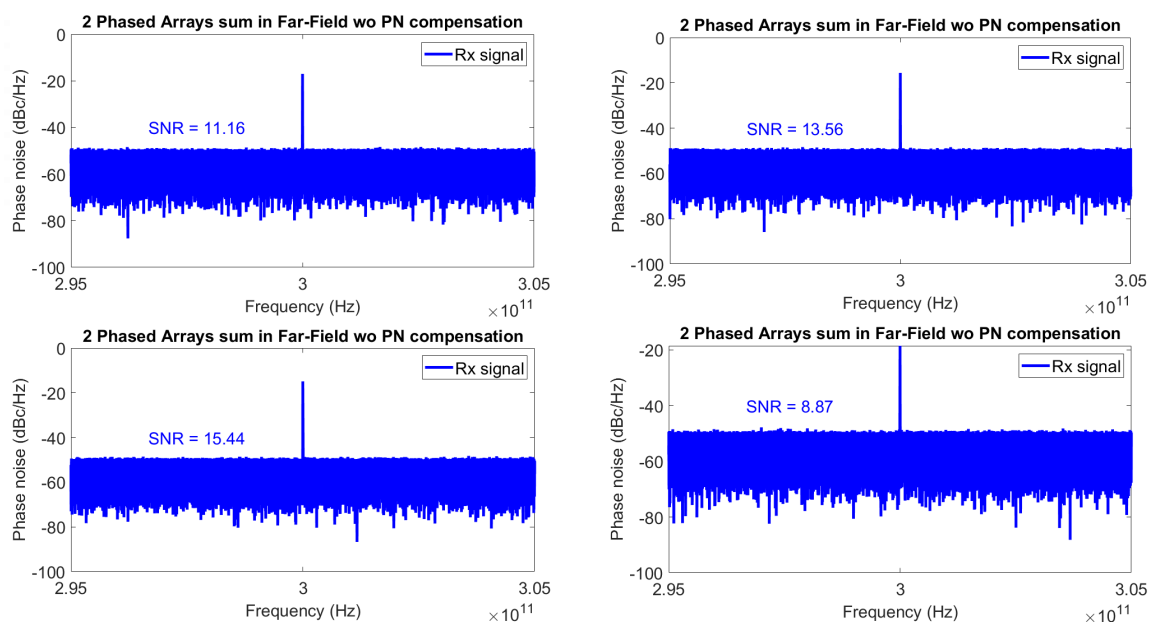 2 Phased Arrays sum in Far-Field wo PN compensation
0
-20
-40
-60
-80
-100
Phase noise (dBc/Hz)
Rx signal
SNR = 11.16
2.95
3
3.05
Frequency (Hz)
×10^11
2 Phased Arrays sum in Far-Field wo PN compensation
0
-20
-40
-60
-80
-100
Phase noise (dBc/Hz)
Rx signal
SNR = 13.56
2.95
3
3.05
Frequency (Hz)
×10^11
2 Phased Arrays sum in Far-Field wo PN compensation
0
-20
-40
-60
-80
-100
Phase noise (dBc/Hz)
Rx signal
SNR = 15.44
2.95
3
3.05
Frequency (Hz)
×10^11
2 Phased Arrays sum in Far-Field wo PN compensation
-20
-40
-60
-80
-100
Phase noise (dBc/Hz)
Rx signal
SNR = 8.87
2.95
3
3.05
Frequency (Hz)
×10^11